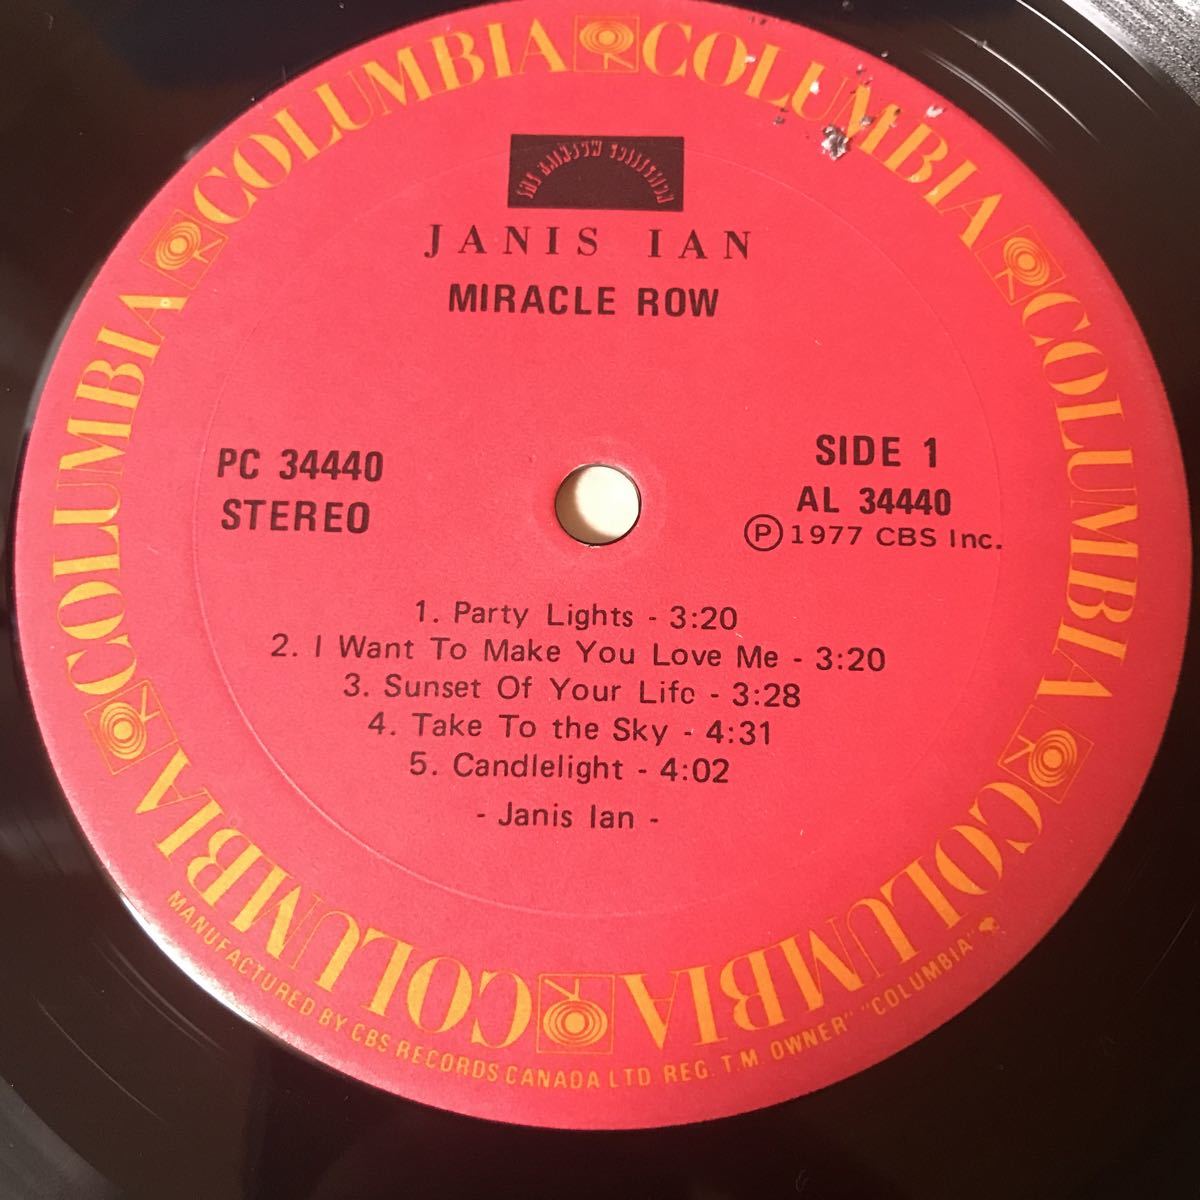 COLUMBIA COLUMBIA COLUMBIA COLUMBIA COLUMBIA COLUMBIA
THE RAINBOW COLLECTION
JANIS IAN
MIRACLE ROW
PC 34440
STEREO
SIDE 1
AL 34440
Ⓟ 1977 CBS Inc.
1. Party Lights - 3:20
2. I Want To Make You Love Me - 3:20
3. Sunset Of Your Life - 3:28
4. Take To the Sky - 4:31
5. Candlelight - 4:02
- Janis Ian -
MANUFACTURED BY CBS RECORDS CANADA LTD. REG. T.M. OWNER" "COLUMBIA"